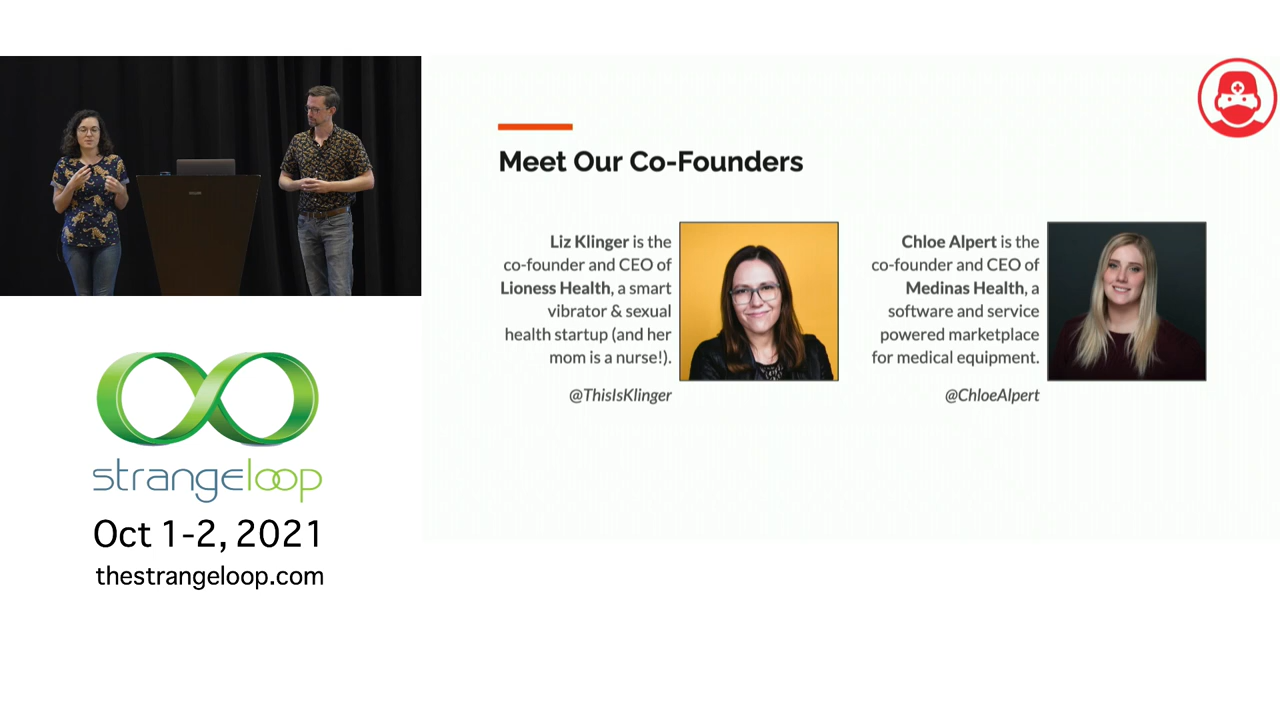 Meet Our Co-Founders
Liz Klinger is the
co-founder and CEO of
Lioness Health, a smart
vibrator & sexual
health startup (and her
mom is a nurse!).
@ThisIsKlinger
Chloe Alpert is the
co-founder and CEO of
Medinas Health, a
software and service
powered marketplace
for medical equipment.
@ChloeAlpert
strangeloop
Oct 1-2, 2021
thestrangeloop.com